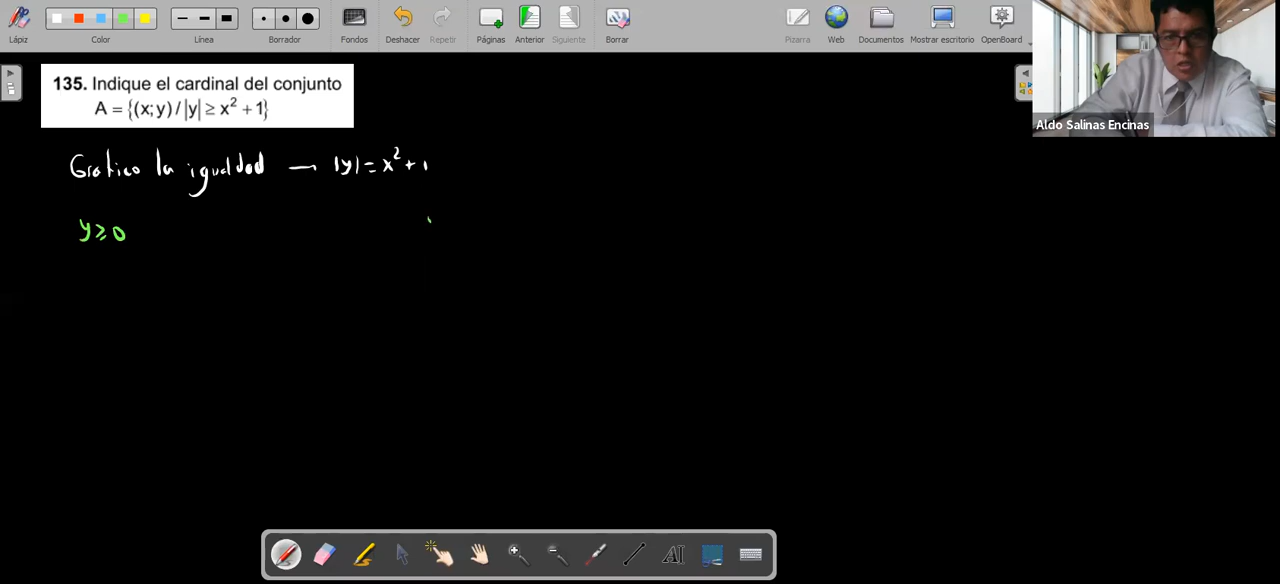 Lápiz Color Línea Borrador Fondos Deshacer Repetir Páginas Anterior Siguiente Borrar Pizarra Web Documentos Mostrar escritorio OpenBoard
135. Indique el cardinal del conjunto
A = {(x; y) / |y| ≥ x² + 1}
Aldo Salinas Encinas
Grafico la igualdad — |y| = x² + 1
y ≥ 0
AI